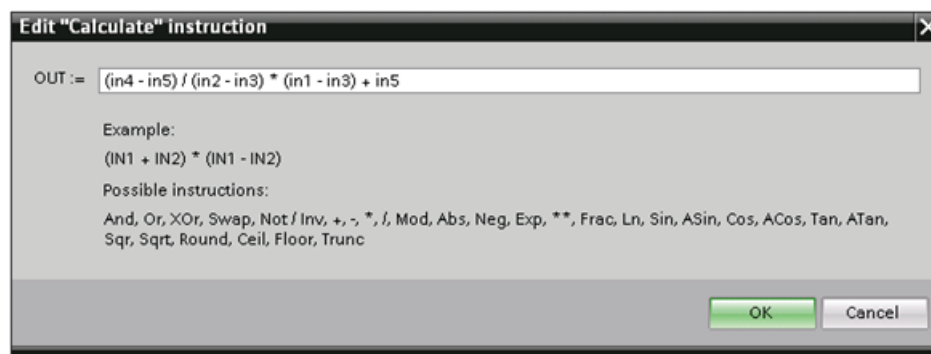 Edit "Calculate" instruction
OUT := (in4 - in5) / (in2 - in3) * (in1 - in3) + in5
Example:
(IN1 + IN2) * (IN1 - IN2)
Possible instructions:
And, Or, XOr, Swap, Not / Inv, +, -, *, /, Mod, Abs, Neg, Exp, **, Frac, Ln, Sin, ASin, Cos, ACos, Tan, ATan,
Sqr, Sqrt, Round, Ceil, Floor, Trunc
OK Cancel